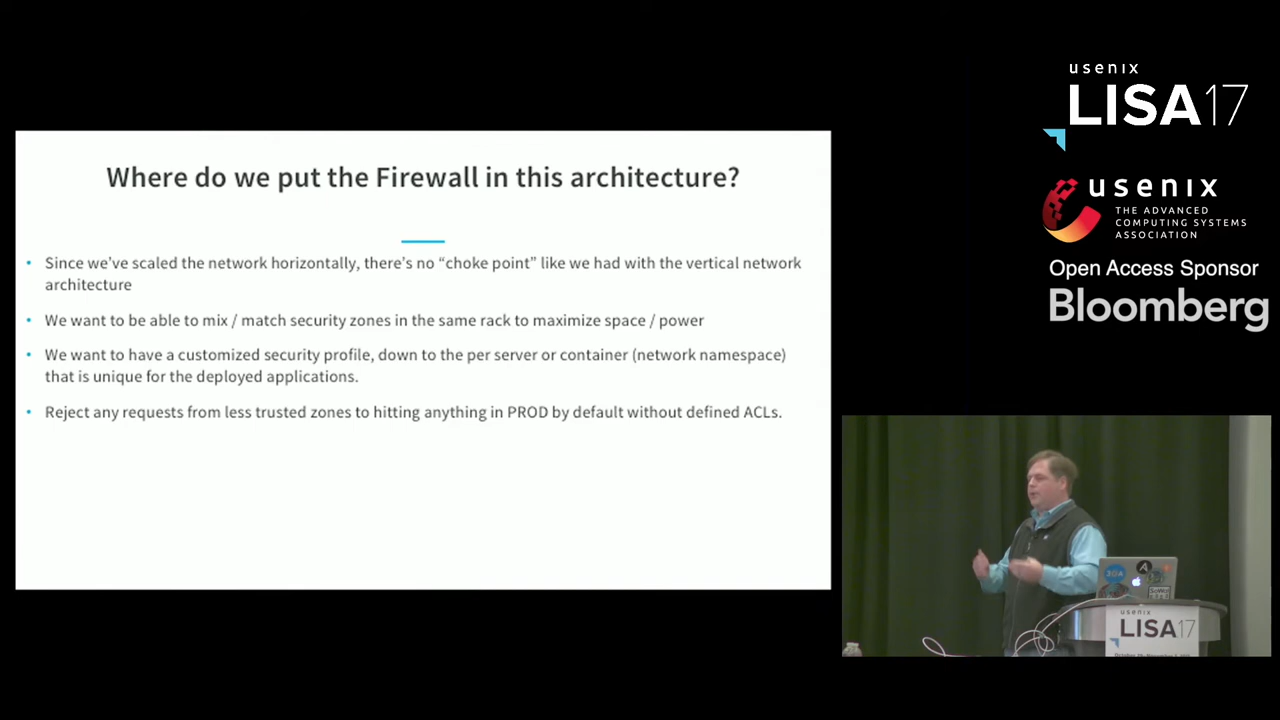 Where do we put the Firewall in this architecture?
• Since we've scaled the network horizontally, there's no “choke point” like we had with the vertical network
architecture
• We want to be able to mix / match security zones in the same rack to maximize space / power
• We want to have a customized security profile, down to the per server or container (network namespace)
that is unique for the deployed applications.
• Reject any requests from less trusted zones to hitting anything in PROD by default without defined ACLs.
usenix
LISA17
usenix
THE ADVANCED
COMPUTING SYSTEMS
ASSOCIATION
Open Access Sponsor
Bloomberg
usenix
LISA17